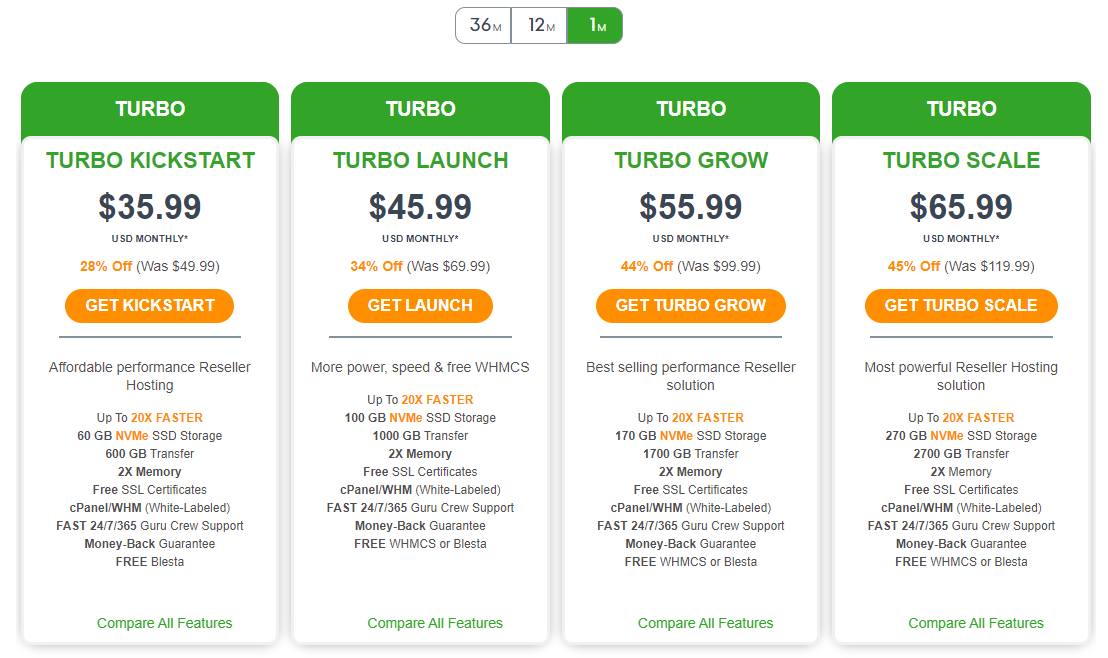 36M 12M 1M
TURBO
TURBO KICKSTART
$35.99
USD MONTHLY*
28% Off (Was $49.99)
GET KICKSTART
Affordable performance Reseller
Hosting
Up To 20X FASTER
60 GB NVMe SSD Storage
600 GB Transfer
2X Memory
Free SSL Certificates
cPanel/WHM (White-Labeled)
FAST 24/7/365 Guru Crew Support
Money-Back Guarantee
FREE Blesta
Compare All Features
TURBO
TURBO LAUNCH
$45.99
USD MONTHLY*
34% Off (Was $69.99)
GET LAUNCH
More power, speed & free WHMCS
Up To 20X FASTER
100 GB NVMe SSD Storage
1000 GB Transfer
2X Memory
Free SSL Certificates
cPanel/WHM (White-Labeled)
FAST 24/7/365 Guru Crew Support
Money-Back Guarantee
FREE WHMCS or Blesta
Compare All Features
TURBO
TURBO GROW
$55.99
USD MONTHLY*
44% Off (Was $99.99)
GET TURBO GROW
Best selling performance Reseller
solution
Up To 20X FASTER
170 GB NVMe SSD Storage
1700 GB Transfer
2X Memory
Free SSL Certificates
cPanel/WHM (White-Labeled)
FAST 24/7/365 Guru Crew Support
Money-Back Guarantee
FREE WHMCS or Blesta
Compare All Features
TURBO
TURBO SCALE
$65.99
USD MONTHLY*
45% Off (Was $119.99)
GET TURBO SCALE
Most powerful Reseller Hosting
solution
Up To 20X FASTER
270 GB NVMe SSD Storage
2700 GB Transfer
2X Memory
Free SSL Certificates
cPanel/WHM (White-Labeled)
FAST 24/7/365 Guru Crew Support
Money-Back Guarantee
FREE WHMCS or Blesta
Compare All Features